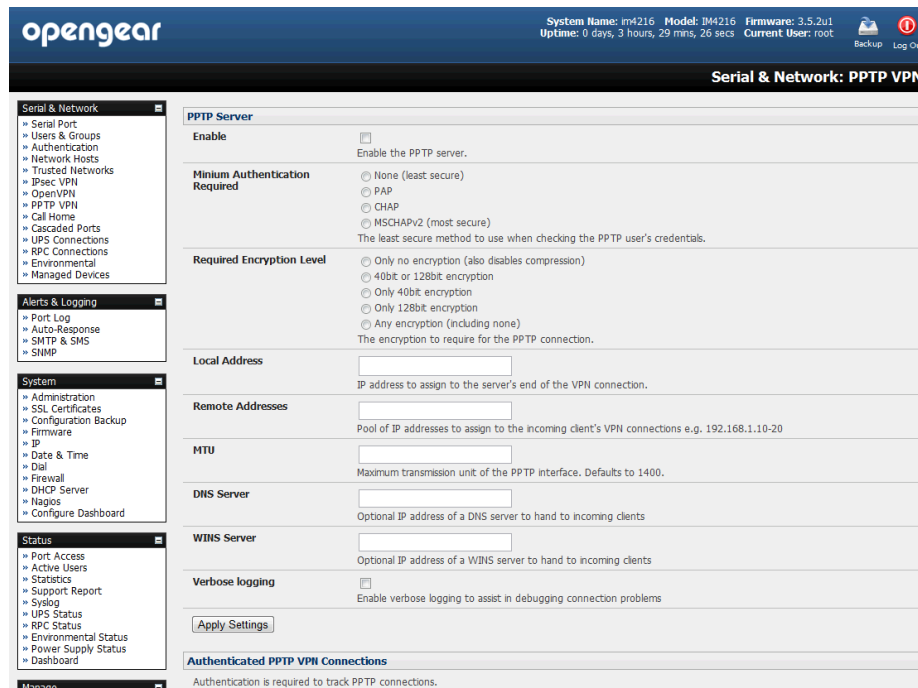 opengear
System Name: im4216 Model: IM4216 Firmware: 3.5.2u1
Uptime: 0 days, 3 hours, 29 mins, 26 secs Current User: root
Backup
Log Ou
Serial & Network: PPTP VPN
Serial & Network
» Serial Port
» Users & Groups
» Authentication
» Network Hosts
» Trusted Networks
» IPsec VPN
» OpenVPN
» PPTP VPN
» Call Home
» Cascaded Ports
» UPS Connections
» RPC Connections
» Environmental
» Managed Devices
Alerts & Logging
» Port Log
» Auto-Response
» SMTP & SMS
» SNMP
System
» Administration
» SSL Certificates
» Configuration Backup
» Firmware
» IP
» Date & Time
» Dial
» Firewall
» DHCP Server
» Nagios
» Configure Dashboard
Status
» Port Access
» Active Users
» Statistics
» Support Report
» Syslog
» UPS Status
» RPC Status
» Environmental Status
» Power Supply Status
» Dashboard
Manage
PPTP Server
Enable
Enable the PPTP server.
Minium Authentication
Required
None (least secure)
PAP
CHAP
MSCHAPv2 (most secure)
The least secure method to use when checking the PPTP user's credentials.
Required Encryption Level
Only no encryption (also disables compression)
40bit or 128bit encryption
Only 40bit encryption
Only 128bit encryption
Any encryption (including none)
The encryption to require for the PPTP connection.
Local Address
IP address to assign to the server's end of the VPN connection.
Remote Addresses
Pool of IP addresses to assign to the incoming client's VPN connections e.g. 192.168.1.10-20
MTU
Maximum transmission unit of the PPTP interface. Defaults to 1400.
DNS Server
Optional IP address of a DNS server to hand to incoming clients
WINS Server
Optional IP address of a WINS server to hand to incoming clients
Verbose logging
Enable verbose logging to assist in debugging connection problems
Apply Settings
Authenticated PPTP VPN Connections
Authentication is required to track PPTP connections.